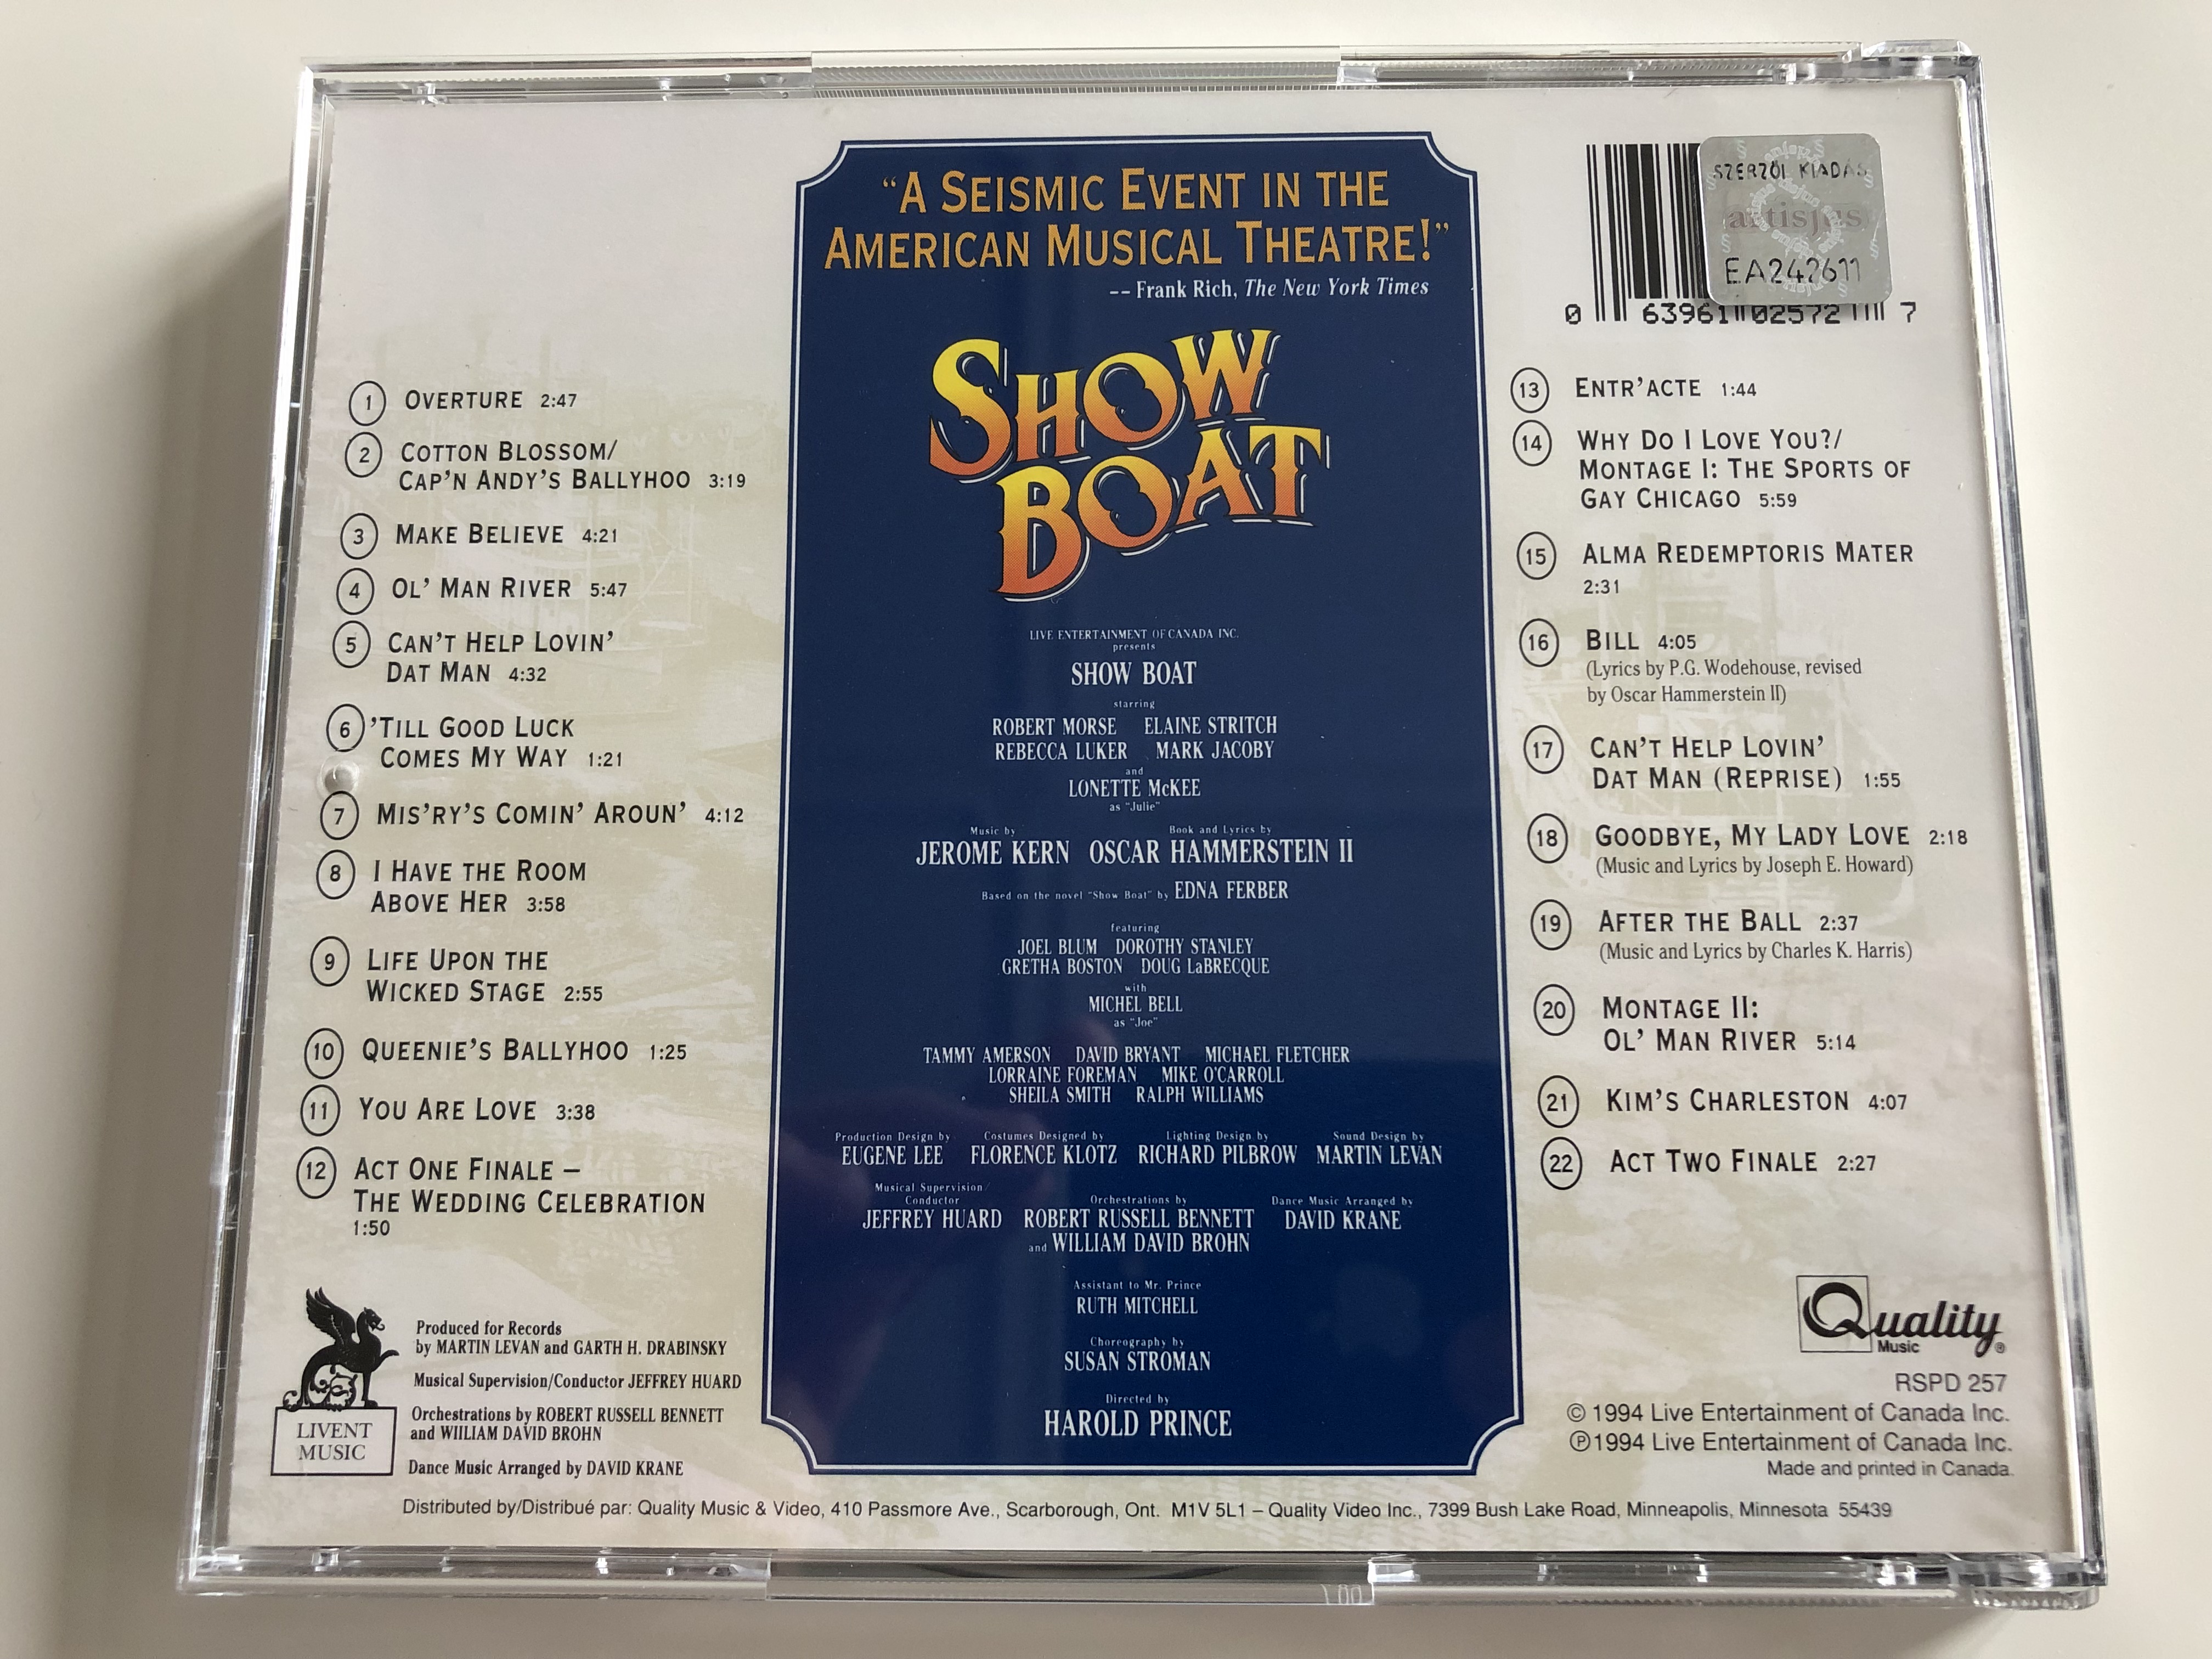 "A SEISMIC EVENT IN THE
AMERICAN MUSICAL THEATRE!"
-- Frank Rich, The New York Times
SHOW
BOAT
LIVE ENTERTAINMENT OF CANADA INC.
presents
SHOW BOAT
starring
ROBERT MORSE ELAINE STRITCH
REBECCA LUKER MARK JACOBY
and
LONETTE McKEE
as "Julie"
Music by Book and Lyrics by
JEROME KERN OSCAR HAMMERSTEIN II
Based on the novel "Show Boat" by EDNA FERBER
featuring
JOEL BLUM DOROTHY STANLEY
GRETHA BOSTON DOUG LaBRECQUE
with
MICHEL BELL
as "Joe"
TAMMY AMERSON DAVID BRYANT MICHAEL FLETCHER
LORRAINE FOREMAN MIKE O'CARROLL
SHEILA SMITH RALPH WILLIAMS
Production Design by Costumes Designed by Lighting Design by Sound Design by
EUGENE LEE FLORENCE KLOTZ RICHARD PILBROW MARTIN LEVAN
Musical Supervision/
Conductor Orchestrations by Dance Music Arranged by
JEFFREY HUARD ROBERT RUSSELL BENNETT DAVID KRANE
and WILLIAM DAVID BROHN
Assistant to Mr. Prince
RUTH MITCHELL
Choreography by
SUSAN STROMAN
Directed by
HAROLD PRINCE
1 OVERTURE 2:47
2 COTTON BLOSSOM/
CAP'N ANDY'S BALLYHOO 3:19
3 MAKE BELIEVE 4:21
4 OL' MAN RIVER 5:47
5 CAN'T HELP LOVIN'
DAT MAN 4:32
6 'TILL GOOD LUCK
COMES MY WAY 1:21
7 MIS'RY'S COMIN' AROUN' 4:12
8 I HAVE THE ROOM
ABOVE HER 3:58
9 LIFE UPON THE
WICKED STAGE 2:55
10 QUEENIE'S BALLYHOO 1:25
11 YOU ARE LOVE 3:38
12 ACT ONE FINALE –
THE WEDDING CELEBRATION
1:50
SZERZŐI KIADÁS
artisjus
EA242611
0 63961 02572 7
13 ENTR'ACTE 1:44
14 WHY DO I LOVE YOU?/
MONTAGE I: THE SPORTS OF
GAY CHICAGO 5:59
15 ALMA REDEMPTORIS MATER
2:31
16 BILL 4:05
(Lyrics by P.G. Wodehouse, revised
by Oscar Hammerstein II)
17 CAN'T HELP LOVIN'
DAT MAN (REPRISE) 1:55
18 GOODBYE, MY LADY LOVE 2:18
(Music and Lyrics by Joseph E. Howard)
19 AFTER THE BALL 2:37
(Music and Lyrics by Charles K. Harris)
20 MONTAGE II:
OL' MAN RIVER 5:14
21 KIM'S CHARLESTON 4:07
22 ACT TWO FINALE 2:27
LIVENT
MUSIC
Produced for Records
by MARTIN LEVAN and GARTH H. DRABINSKY
Musical Supervision/Conductor JEFFREY HUARD
Orchestrations by ROBERT RUSSELL BENNETT
and WIILIAM DAVID BROHN
Dance Music Arranged by DAVID KRANE
Quality
Music ®
RSPD 257
© 1994 Live Entertainment of Canada Inc.
℗1994 Live Entertainment of Canada Inc.
Made and printed in Canada.
Distributed by/Distribué par: Quality Music & Video, 410 Passmore Ave., Scarborough, Ont. M1V 5L1 – Quality Video Inc., 7399 Bush Lake Road, Minneapolis, Minnesota 55439